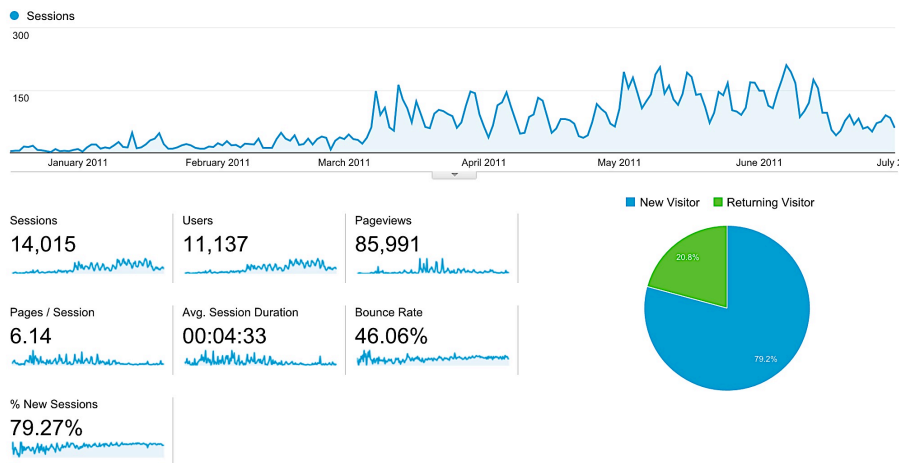 Sessions
300
150
January 2011 February 2011 March 2011 April 2011 May 2011 June 2011 July
New Visitor Returning Visitor
Sessions Users Pageviews
14,015 11,137 85,991
20.8%
Pages / Session Avg. Session Duration Bounce Rate
6.14 00:04:33 46.06%
79.2%
% New Sessions
79.27%